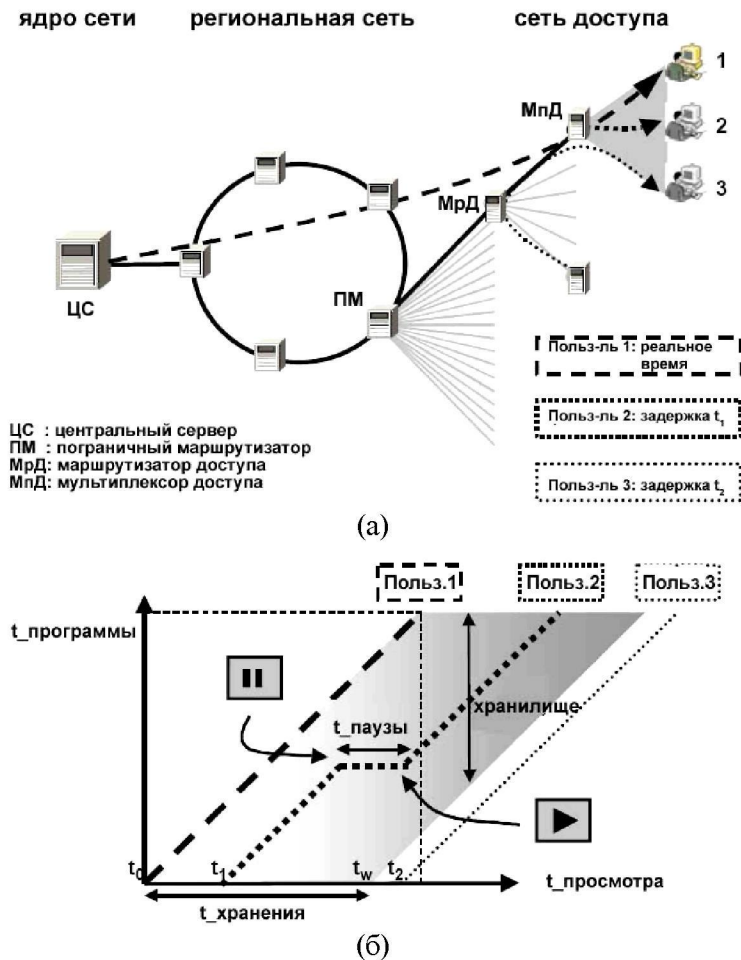 ядро сети региональная сеть сеть доступа
1
МпД
2
МрД
3
ПМ
ЦС
Польз-ль 1: реальное
время
ЦС : центральный сервер
ПМ : пограничный маршрутизатор
МрД: маршрутизатор доступа
МпД: мультиплексор доступа
Польз-ль 2: задержка t₁
Польз-ль 3: задержка t₂
(а)
Польз.1 Польз.2 Польз.3
t_программы
хранилище
t_паузы
t₀ t₁ tw t₂
t_просмотра
t_хранения
(б)